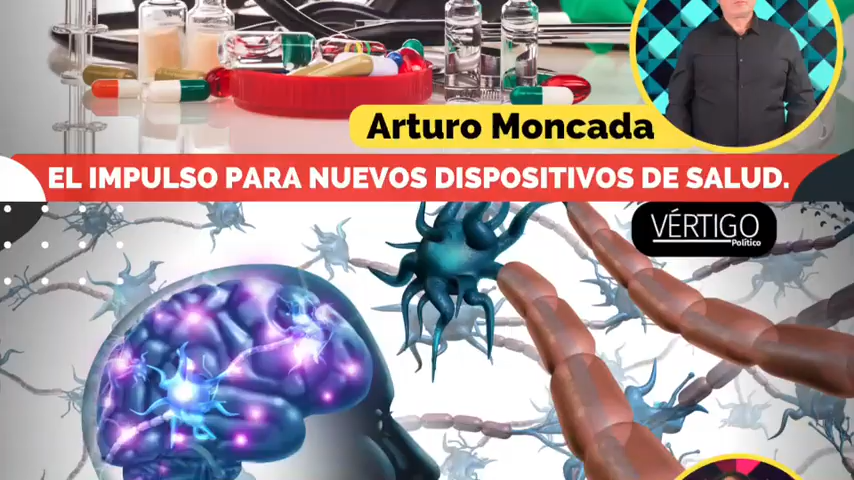 Arturo Moncada
EL IMPULSO PARA NUEVOS DISPOSITIVOS DE SALUD.
VÉRTIGO
Político